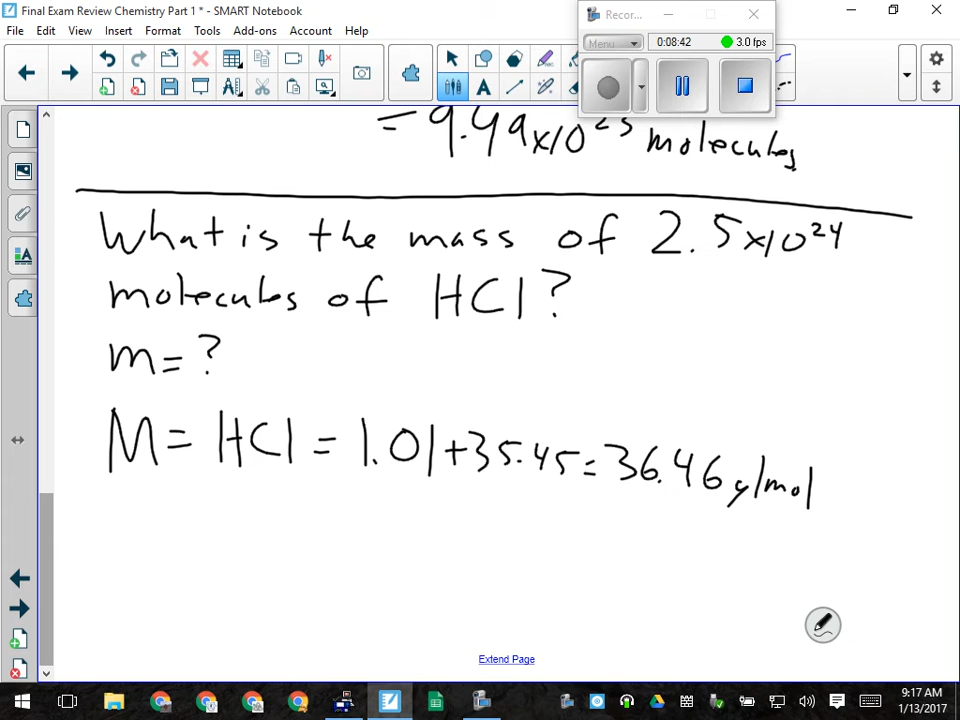 Final Exam Review Chemistry Part 1 * - SMART Notebook
Recor...
File Edit View Insert Format Tools Add-ons Account Help
Menu 0:08:42 3.0 fps
= 9.49x10²³ molecules
What is the mass of 2.5x10²⁴
molecules of HCl?
m= ?
M= HCl = 1.01+35.45=36.46 g/mol
Extend Page
9:17 AM
1/13/2017